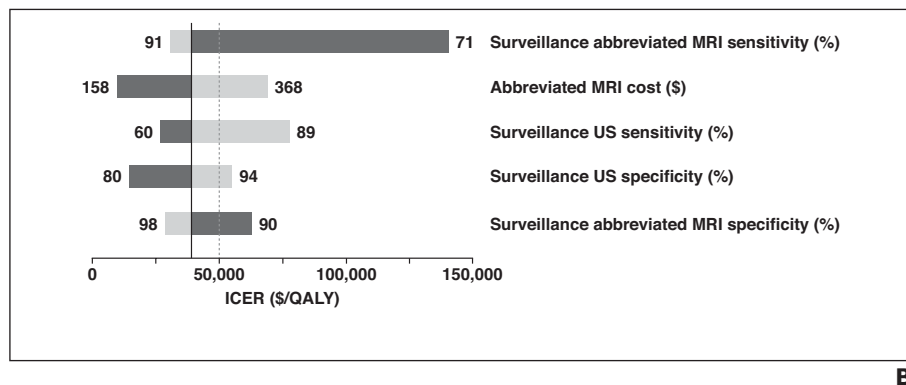 91 71 Surveillance abbreviated MRI sensitivity (%)
158 368 Abbreviated MRI cost ($)
60 89 Surveillance US sensitivity (%)
80 94 Surveillance US specificity (%)
98 90 Surveillance abbreviated MRI specificity (%)
0 50,000 100,000 150,000
ICER ($/QALY)